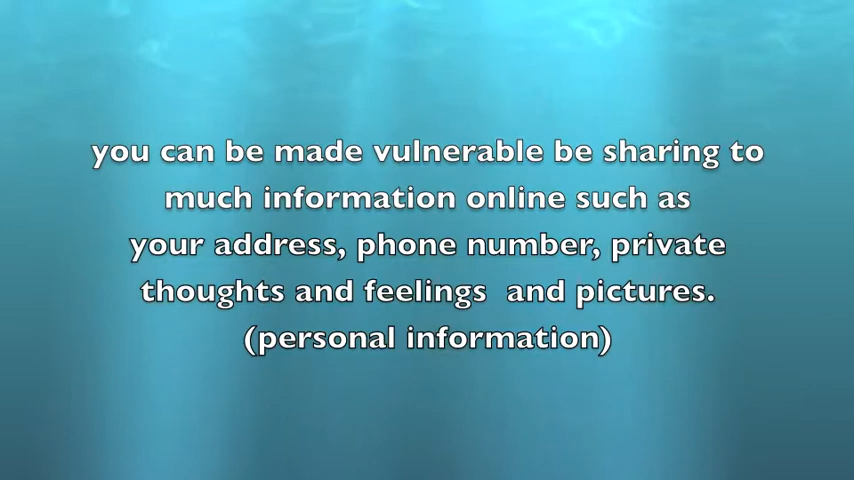 you can be made vulnerable be sharing to
much information online such as
your address, phone number, private
thoughts and feelings  and pictures.
(personal information)